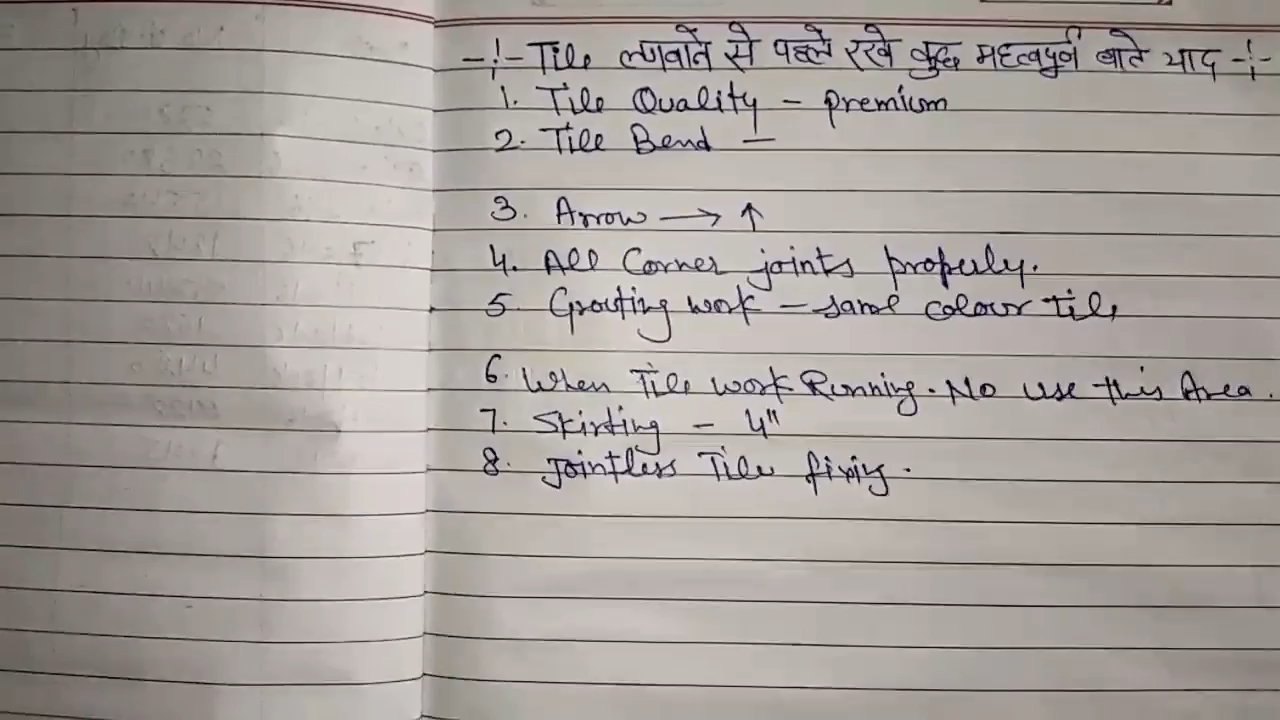 -:- Tile लगवाने से पहले रखे कुछ महत्वपूर्ण बाते याद -:-
1. Tile Quality - premium
2. Tile Bend -
3. Arrow → ↑
4. All Corner joints properly.
5. Grouting work - same colour tile
6. When Tile work Running. No use this Area.
7. Skirting - 4"
8. Jointless Tile fixing.